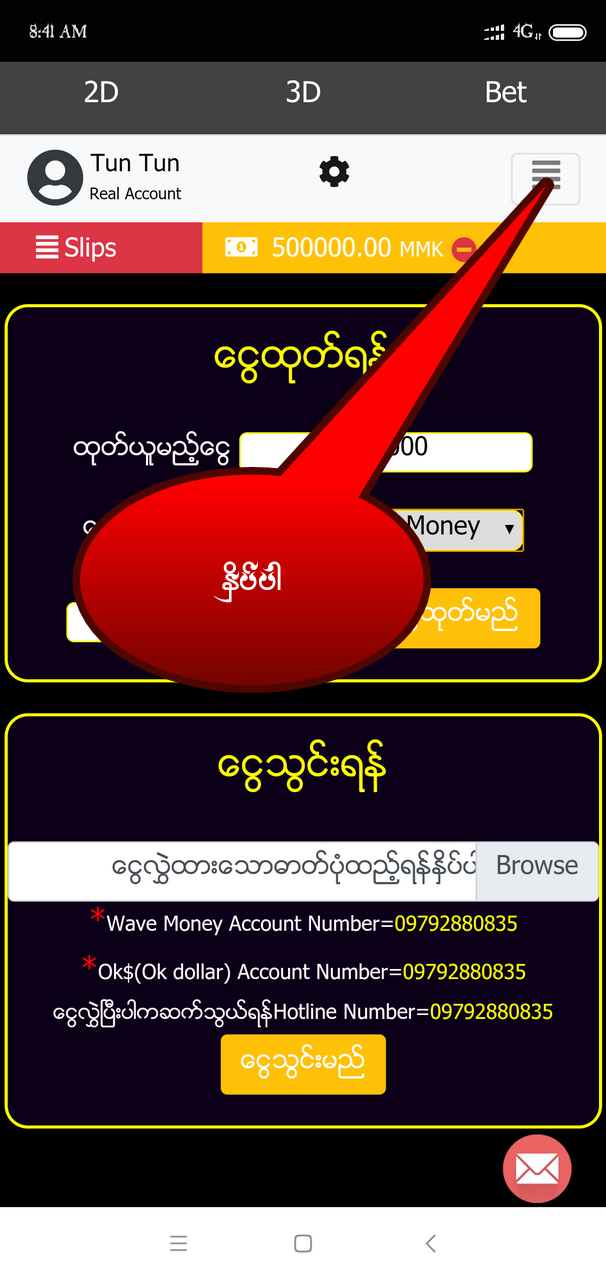 8:41 AM 4G
2D 3D Bet
Tun Tun
Real Account
Slips 500000.00 MMK
ငွေထုတ်ရန်
ထုတ်ယူမည့်ငွေ 00
Money
နှိပ်ပါ
ထုတ်မည်
ငွေသွင်းရန်
ငွေလွှဲထားသောဓာတ်ပုံထည့်ရန်နှိပ်ပါ Browse
*Wave Money Account Number=09792880835
*Ok$(Ok dollar) Account Number=09792880835
ငွေလွှဲပြီးပါကဆက်သွယ်ရန်Hotline Number=09792880835
ငွေသွင်းမည်